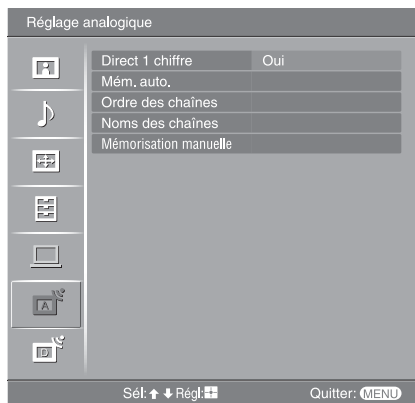 Réglage analogique
Direct 1 chiffre Oui
Mém. auto.
Ordre des chaînes
Noms des chaînes
Mémorisation manuelle
A
D
Sél: Régl: Quitter: MENU